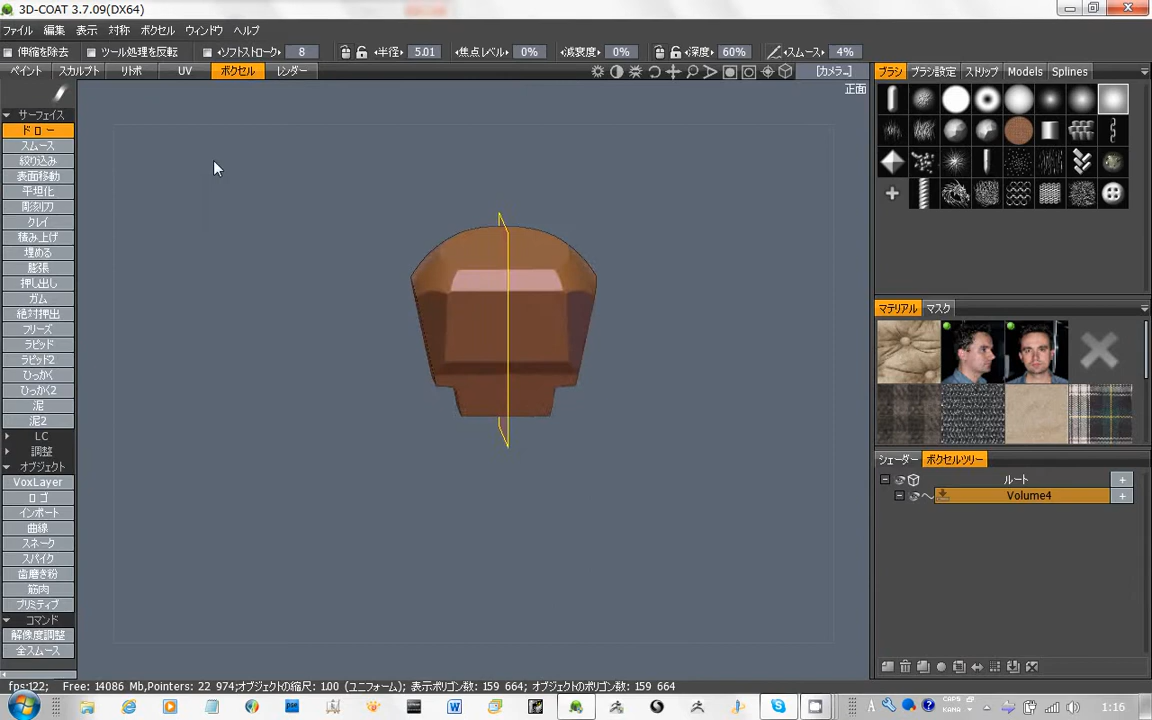 3D-COAT 3.7.09(DX64)
ファイル 編集 表示 対称 ボクセル ウィンドウ ヘルプ
伸縮を除去 ツール処理を反転 ソフトストローク 8 半径 5.01 焦点レベル 0% 減衰度 0% 深度 60% スムース 4%
ペイント スカルプト リトポ UV ボクセル レンダー [カメラ...]
ブラシ ブラシ設定 ストリップ Models Splines
正面
サーフェイス
ドロー
スムース
絞り込み
表面移動
平坦化
彫刻刀
クレイ
積み上げ
埋める
膨張
押し出し
ガム
絶対押出
フリーズ
ラピッド
ラピッド2
ひっかく
ひっかく2
泥
泥2
LC
調整
オブジェクト
VoxLayer
ロゴ
インポート
曲線
スネーク
スパイク
歯磨き粉
筋肉
プリミティブ
コマンド
解像度調整
全スムース
マテリアル マスク
シェーダー ボクセルツリー
ルート
Volume4
fps:122; Free: 14086 Mb,Pointers: 22 974;オブジェクトの縮尺: 1.00 (ユニフォーム); 表示ポリゴン数: 159 664; オブジェクトのポリゴン数: 159 664
A CAPS KANA 1:16